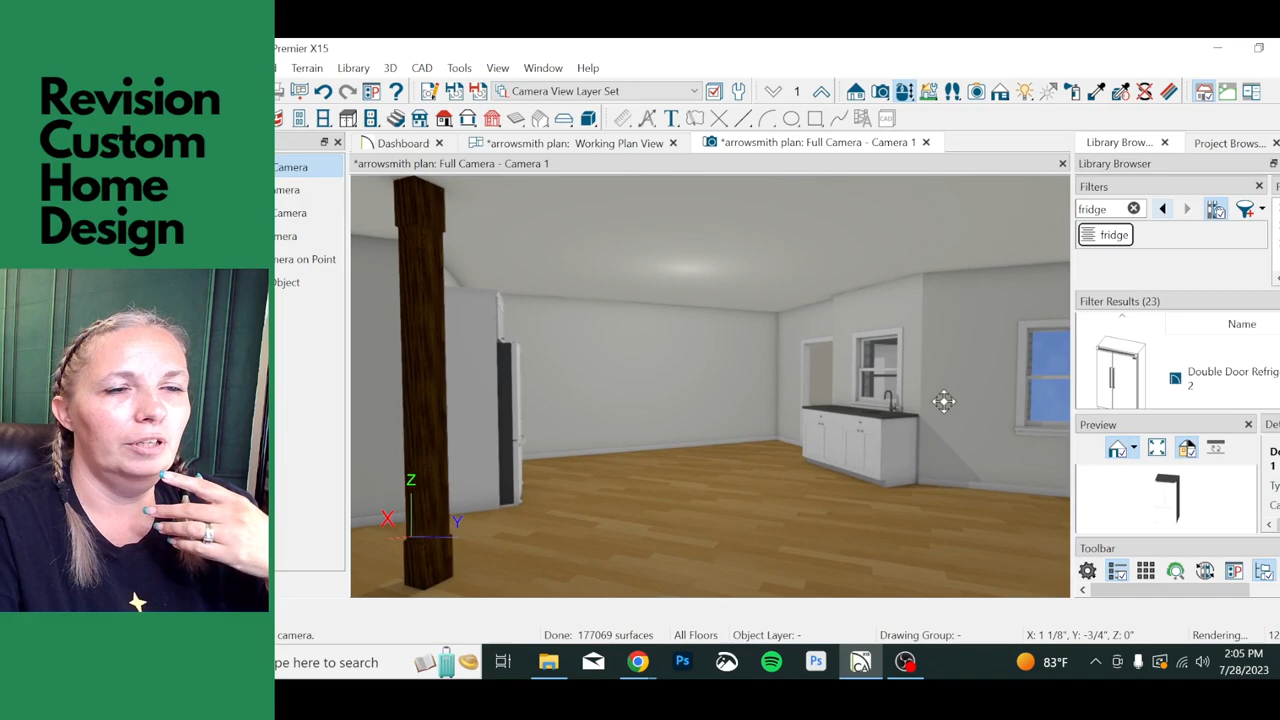 Revision
Custom
Home
Design
Premier X15
Terrain Library 3D CAD Tools View Window Help
Camera View Layer Set
1
Dashboard
*arrowsmith plan: Working Plan View
*arrowsmith plan: Full Camera - Camera 1
Library Brow...
Project Brows...
*arrowsmith plan: Full Camera - Camera 1
Library Browser
Camera
amera
Camera
mera
mera on Point
Object
Filters
fridge
fridge
Filter Results (23)
Name
Double Door Refrig
2
Preview
Z
X
Y
Toolbar
camera.
Done: 177069 surfaces
All Floors
Object Layer: -
Drawing Group: -
X: 1 1/8", Y: -3/4", Z: 0"
Rendering...
12
pe here to search
83°F
2:05 PM
7/28/2023